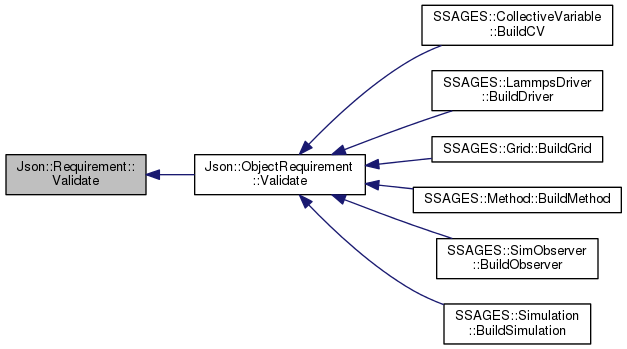 Json::Requirement::
Validate
Json::ObjectRequirement
::Validate
SSAGES::CollectiveVariable
::BuildCV
SSAGES::LammpsDriver
::BuildDriver
SSAGES::Grid::BuildGrid
SSAGES::Method::BuildMethod
SSAGES::SimObserver
::BuildObserver
SSAGES::Simulation
::BuildSimulation